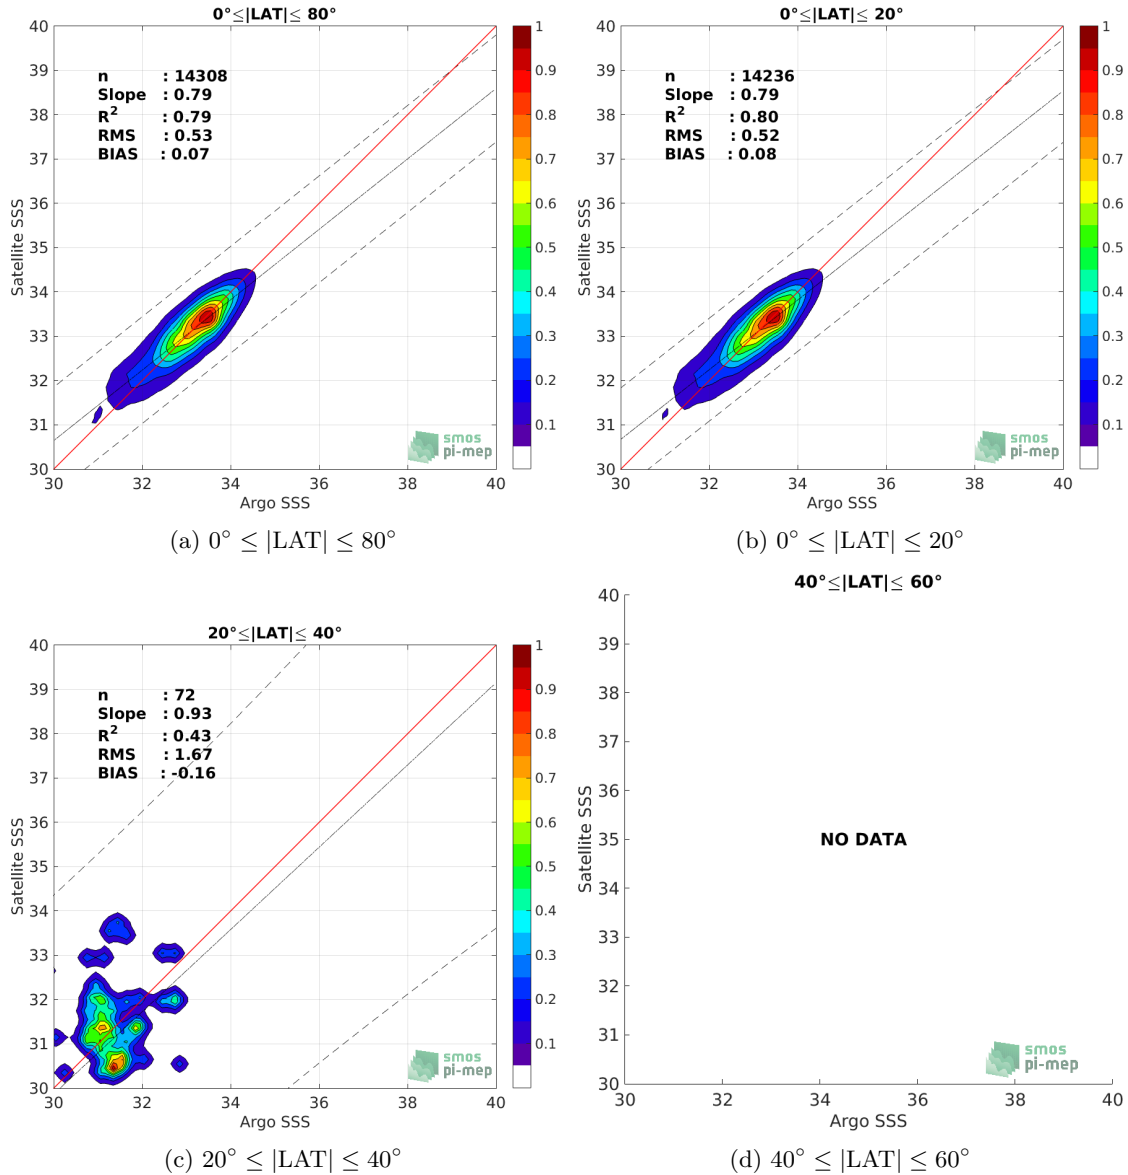 0°≤|LAT|≤ 80°
40
39
38
37
36
35
34
33
32
31
30
Satellite SSS
n : 14308
Slope : 0.79
R² : 0.79
RMS : 0.53
BIAS : 0.07
smos
pi-mep
30 32 34 36 38 40
Argo SSS
1
0.9
0.8
0.7
0.6
0.5
0.4
0.3
0.2
0.1
(a) 0° ≤ |LAT| ≤ 80°
0°≤|LAT|≤ 20°
40
39
38
37
36
35
34
33
32
31
30
Satellite SSS
n : 14236
Slope : 0.79
R² : 0.80
RMS : 0.52
BIAS : 0.08
smos
pi-mep
30 32 34 36 38 40
Argo SSS
1
0.9
0.8
0.7
0.6
0.5
0.4
0.3
0.2
0.1
(b) 0° ≤ |LAT| ≤ 20°
20°≤|LAT|≤ 40°
40
39
38
37
36
35
34
33
32
31
30
Satellite SSS
n : 72
Slope : 0.93
R² : 0.43
RMS : 1.67
BIAS : -0.16
smos
pi-mep
30 32 34 36 38 40
Argo SSS
1
0.9
0.8
0.7
0.6
0.5
0.4
0.3
0.2
0.1
(c) 20° ≤ |LAT| ≤ 40°
40°≤|LAT|≤ 60°
40
39
38
37
36
35
34
33
32
31
30
Satellite SSS
NO DATA
smos
pi-mep
30 32 34 36 38 40
Argo SSS
(d) 40° ≤ |LAT| ≤ 60°